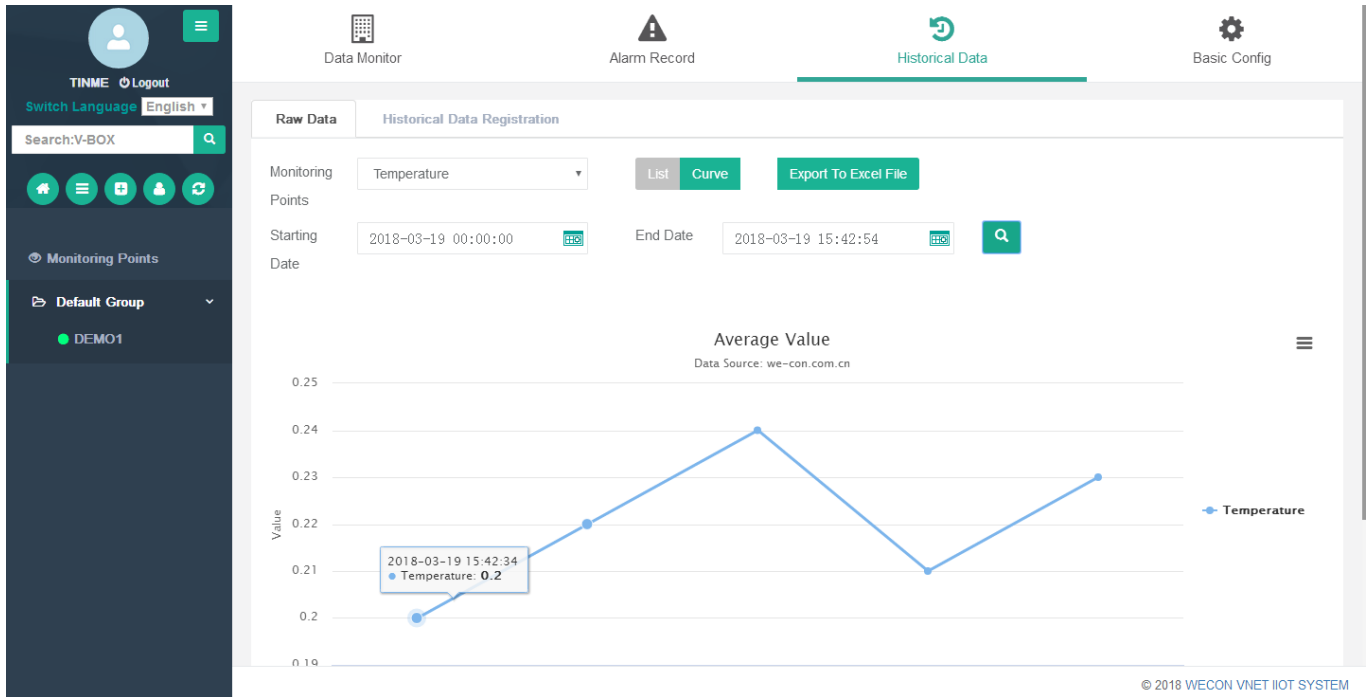 TINME Logout
Switch Language English
Search:V-BOX
Monitoring Points
Default Group
DEMO1
Data Monitor
Alarm Record
Historical Data
Basic Config
Raw Data
Historical Data Registration
Monitoring Points
Temperature
List
Curve
Export To Excel File
Starting Date
2018-03-19 00:00:00
End Date
2018-03-19 15:42:54
Average Value
Data Source: we-con.com.cn
0.25
0.24
0.23
0.22
0.21
0.2
0.19
Value
2018-03-19 15:42:34
Temperature: 0.2
Temperature
© 2018 WECON VNET IIOT SYSTEM